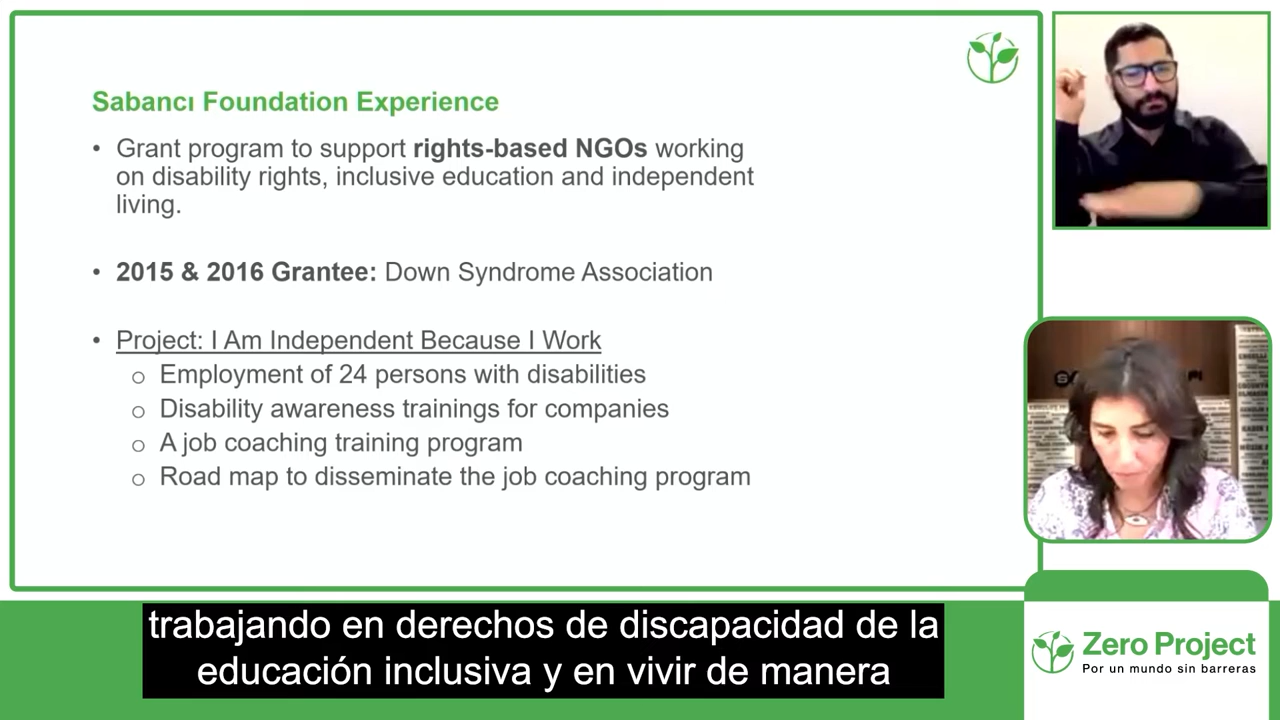 Sabancı Foundation Experience
• Grant program to support rights-based NGOs working
on disability rights, inclusive education and independent
living.
• 2015 & 2016 Grantee: Down Syndrome Association
• Project: I Am Independent Because I Work
o Employment of 24 persons with disabilities
o Disability awareness trainings for companies
o A job coaching training program
o Road map to disseminate the job coaching program
trabajando en derechos de discapacidad de la
educación inclusiva y en vivir de manera
Zero Project
Por un mundo sin barreras